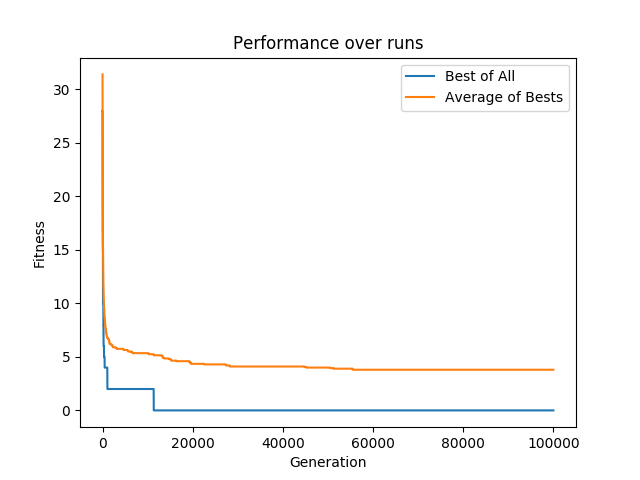 Performance over runs
Best of All
Average of Bests
30
25
20
15
10
5
0
Fitness
0 20000 40000 60000 80000 100000
Generation